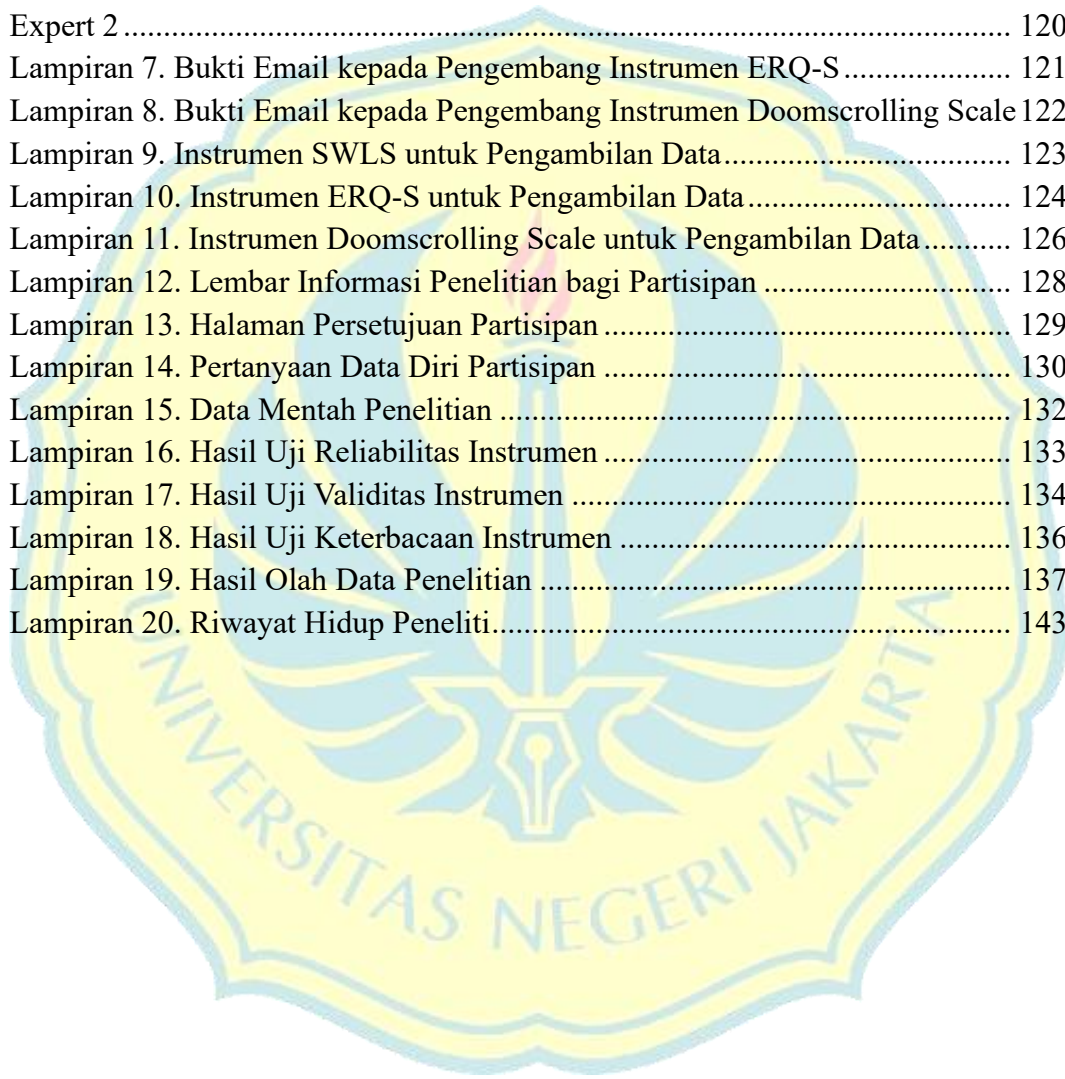 Expert 2 ........................................................................................................................ 120
Lampiran 7. Bukti Email kepada Pengembang Instrumen ERQ-S ..................... 121
Lampiran 8. Bukti Email kepada Pengembang Instrumen Doomscrolling Scale 122
Lampiran 9. Instrumen SWLS untuk Pengambilan Data..................................... 123
Lampiran 10. Instrumen ERQ-S untuk Pengambilan Data .................................. 124
Lampiran 11. Instrumen Doomscrolling Scale untuk Pengambilan Data ........... 126
Lampiran 12. Lembar Informasi Penelitian bagi Partisipan ................................ 128
Lampiran 13. Halaman Persetujuan Partisipan .................................................... 129
Lampiran 14. Pertanyaan Data Diri Partisipan .................................................... 130
Lampiran 15. Data Mentah Penelitian ................................................................. 132
Lampiran 16. Hasil Uji Reliabilitas Instrumen .................................................... 133
Lampiran 17. Hasil Uji Validitas Instrumen ........................................................ 134
Lampiran 18. Hasil Uji Keterbacaan Instrumen .................................................. 136
Lampiran 19. Hasil Olah Data Penelitian ............................................................ 137
Lampiran 20. Riwayat Hidup Peneliti.................................................................. 143
UNIVERSITAS NEGERI JAKARTA